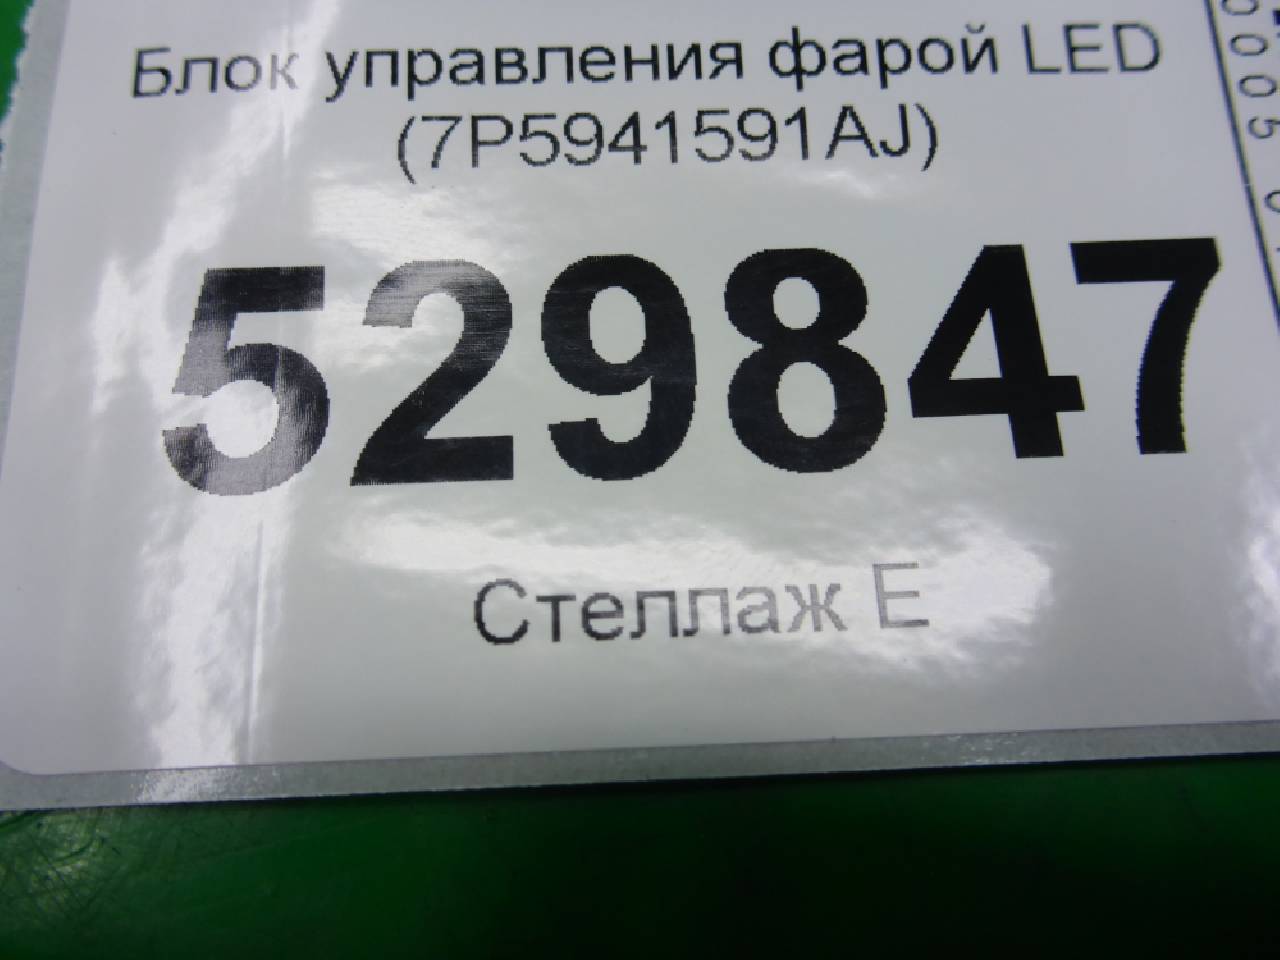 Блок управления фарой LED
(7P5941591AJ)
529847
Стеллаж Е